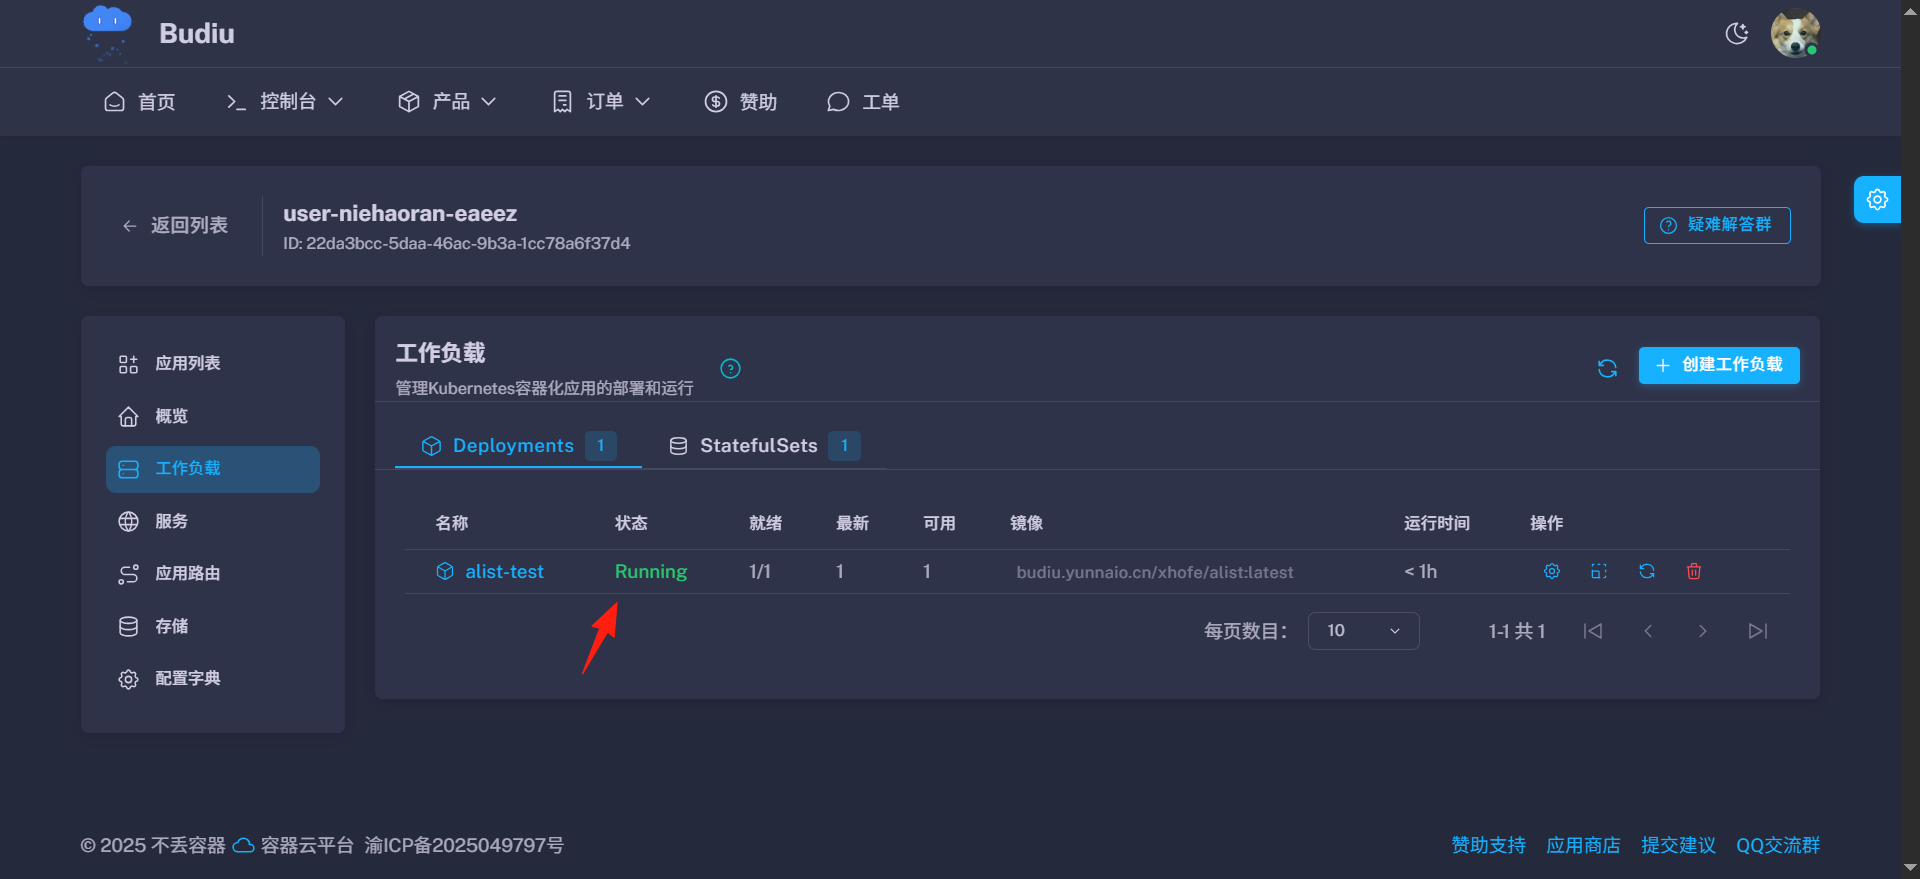 Budiu
首页
控制台
产品
订单
赞助
工单
返回列表
user-niehaoran-eaeez
ID: 22da3bcc-5daa-46ac-9b3a-1cc78a6f37d4
疑难解答群
应用列表
概览
工作负载
服务
应用路由
存储
配置字典
工作负载
管理Kubernetes容器化应用的部署和运行
创建工作负载
Deployments 1
StatefulSets 1
名称 状态 就绪 最新 可用 镜像 运行时间 操作
alist-test Running 1/1 1 1 budiu.yunnaio.cn/xhofe/alist:latest < 1h
每页数目： 10 1-1 共 1
© 2025 不丢容器 容器云平台 渝ICP备2025049797号
赞助支持 应用商店 提交建议 QQ交流群